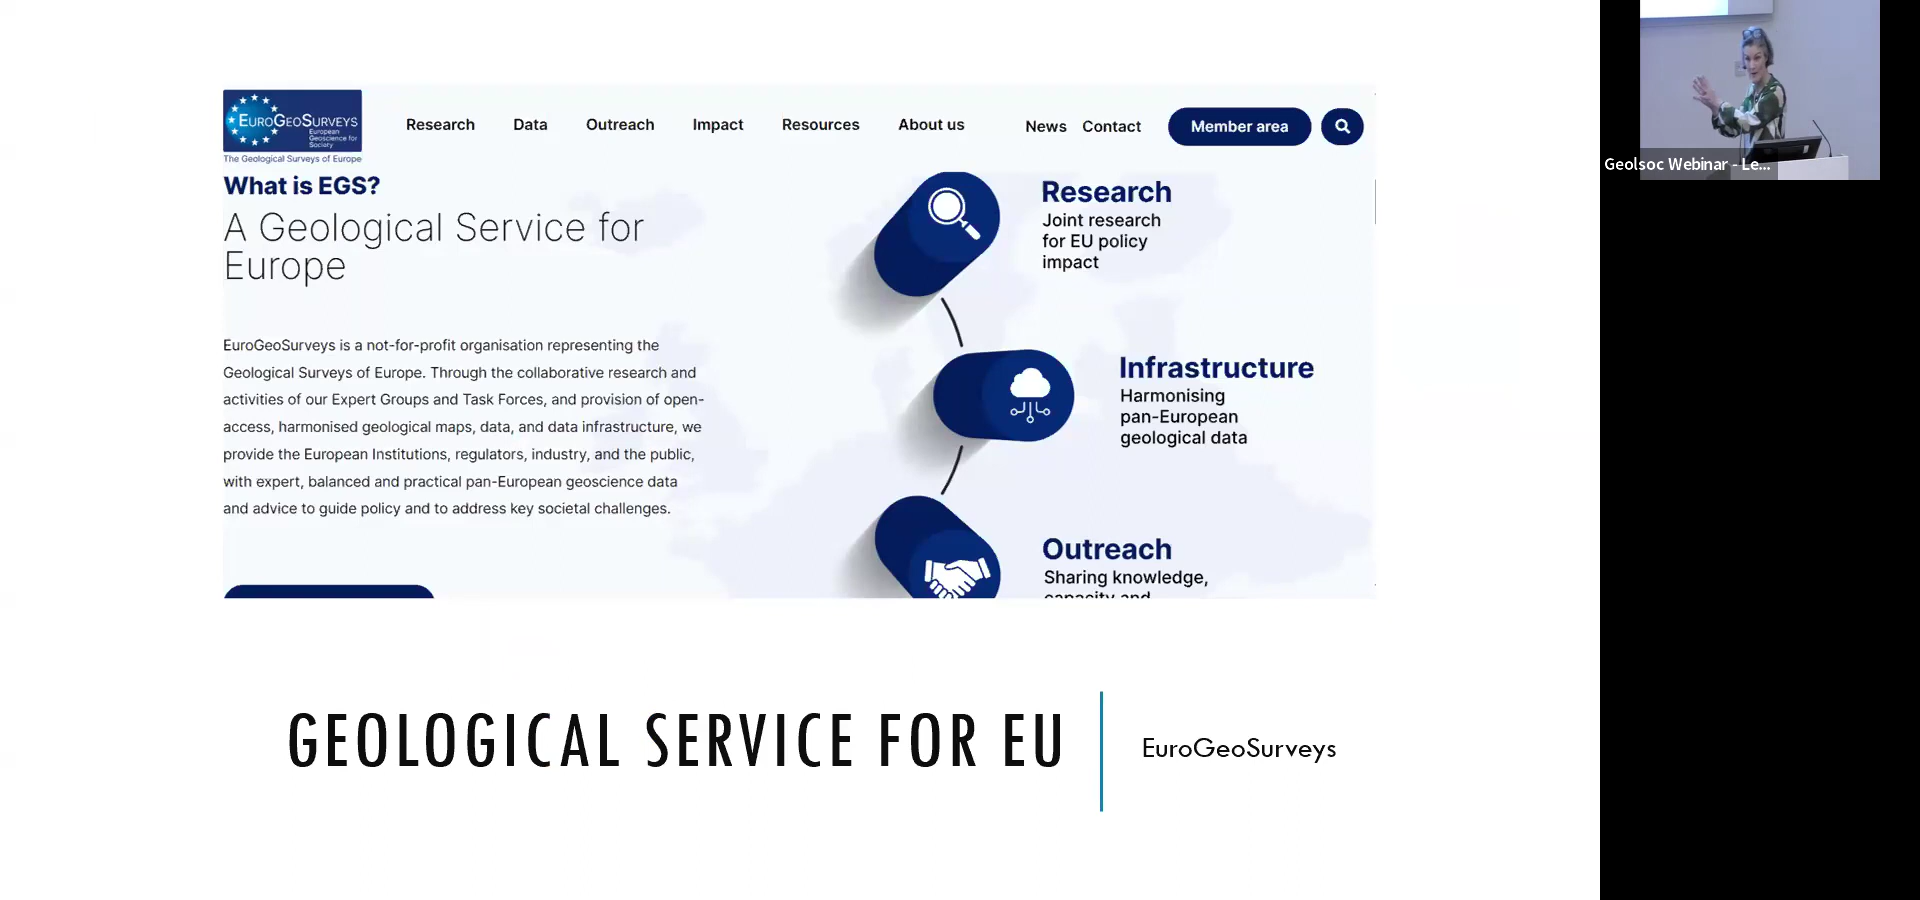 EUROGEOSURVEYS
European
Geoscience for
Society
The Geological Surveys of Europe
Research
Data
Outreach
Impact
Resources
About us
News
Contact
Member area
What is EGS?
A Geological Service for
Europe
EuroGeoSurveys is a not-for-profit organisation representing the
Geological Surveys of Europe. Through the collaborative research and
activities of our Expert Groups and Task Forces, and provision of open-
access, harmonised geological maps, data, and data infrastructure, we
provide the European Institutions, regulators, industry, and the public,
with expert, balanced and practical pan-European geoscience data
and advice to guide policy and to address key societal challenges.
Research
Joint research
for EU policy
impact
Infrastructure
Harmonising
pan-European
geological data
Outreach
Sharing knowledge,
capacity and
GEOLOGICAL SERVICE FOR EU
EuroGeoSurveys
Geolsoc Webinar - Le...